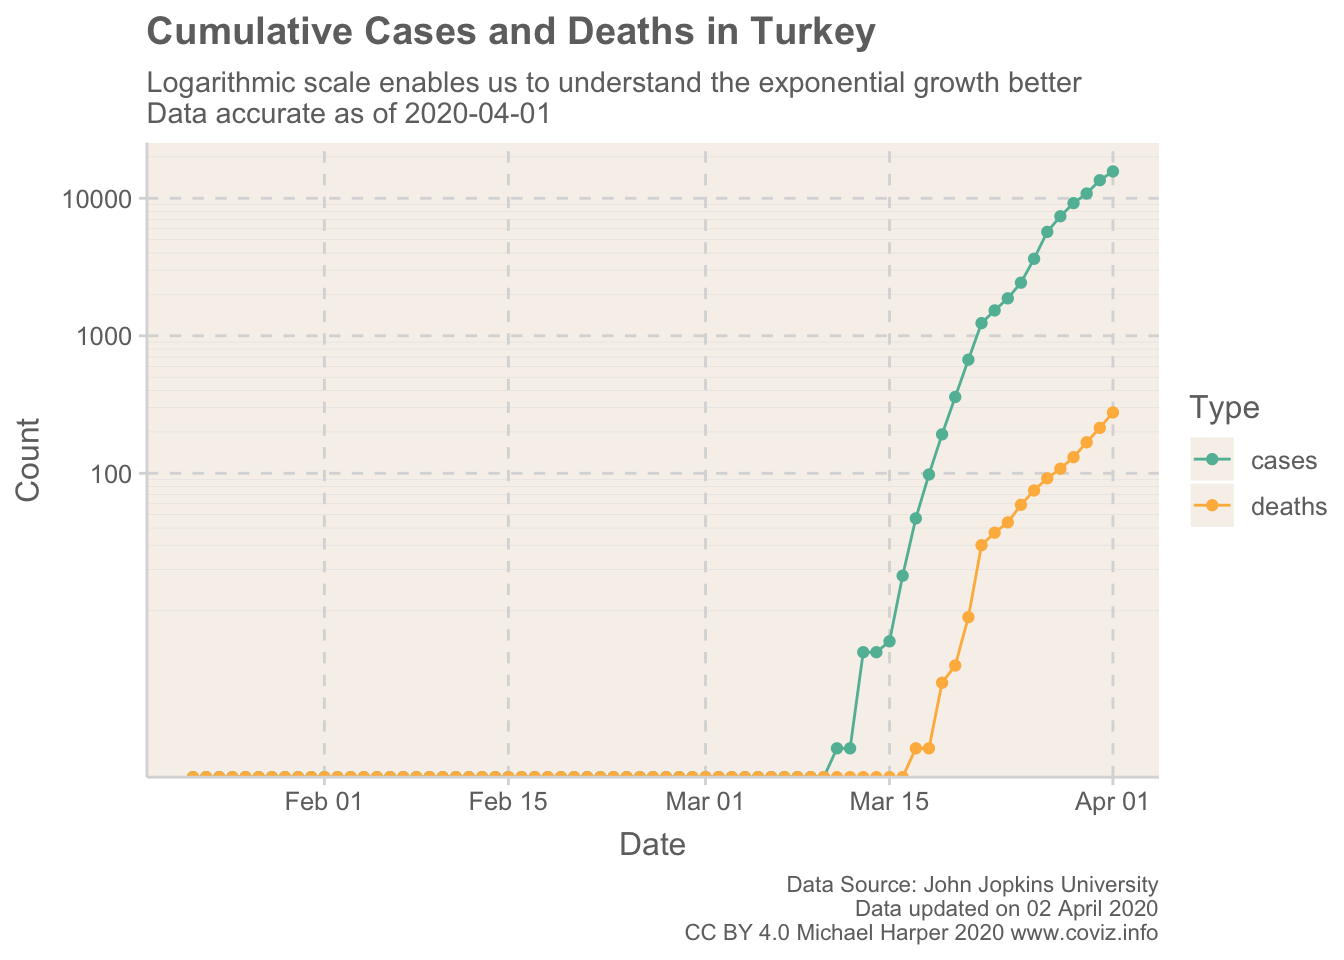 Cumulative Cases and Deaths in Turkey
Logarithmic scale enables us to understand the exponential growth better
Data accurate as of 2020-04-01
10000
1000
100
Count
Feb 01
Feb 15
Mar 01
Mar 15
Apr 01
Date
Type
cases
deaths
Data Source: John Jopkins University
Data updated on 02 April 2020
CC BY 4.0 Michael Harper 2020 www.coviz.info